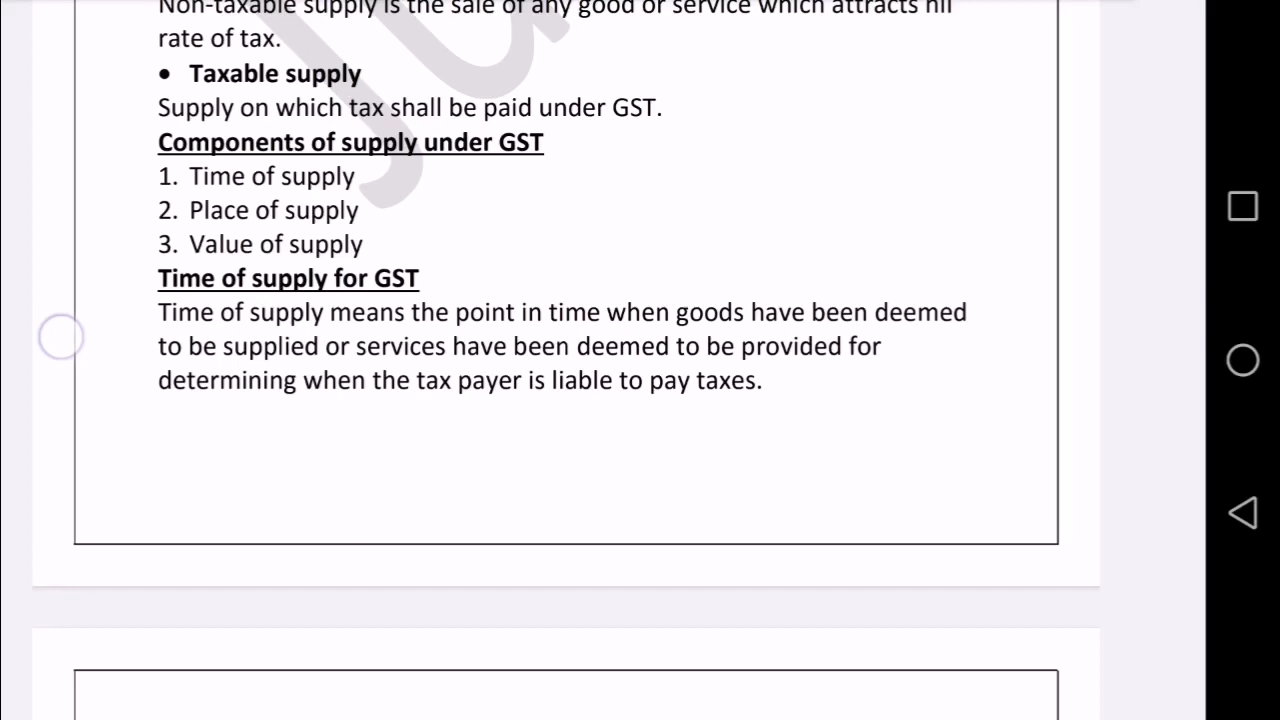 Non-taxable supply is the sale of any good or service which attracts nil
rate of tax.
• Taxable supply
Supply on which tax shall be paid under GST.
Components of supply under GST
1. Time of supply
2. Place of supply
3. Value of supply
Time of supply for GST
Time of supply means the point in time when goods have been deemed
to be supplied or services have been deemed to be provided for
determining when the tax payer is liable to pay taxes.